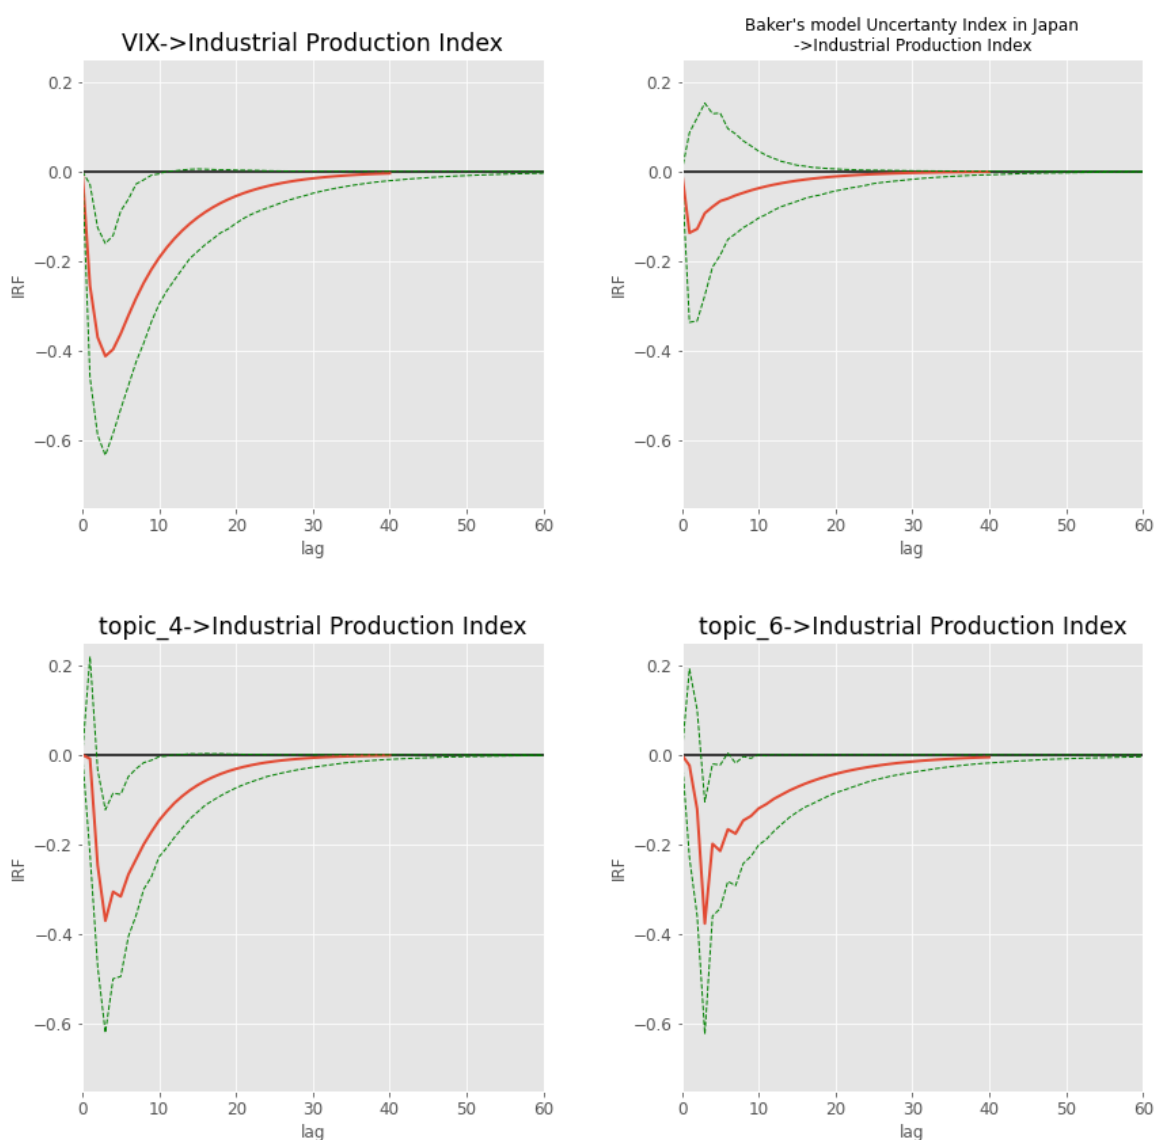 VIX->Industrial Production Index
0.2
0.0
−0.2
−0.4
−0.6
IRF
0 10 20 30 40 50 60
lag
Baker's model Uncertanty Index in Japan
->Industrial Production Index
0.2
0.0
−0.2
−0.4
−0.6
IRF
0 10 20 30 40 50 60
lag
topic_4->Industrial Production Index
0.2
0.0
−0.2
−0.4
−0.6
IRF
0 10 20 30 40 50 60
lag
topic_6->Industrial Production Index
0.2
0.0
−0.2
−0.4
−0.6
IRF
0 10 20 30 40 50 60
lag